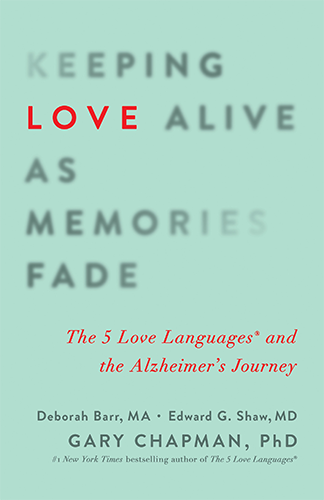 KEEPING
LOVE ALIVE
AS
MEMORIES
FADE
The 5 Love Languages® and
the Alzheimer's Journey
Deborah Barr, MA • Edward G. Shaw, MD
GARY CHAPMAN, PhD
#1 New York Times bestselling author of The 5 Love Languages®